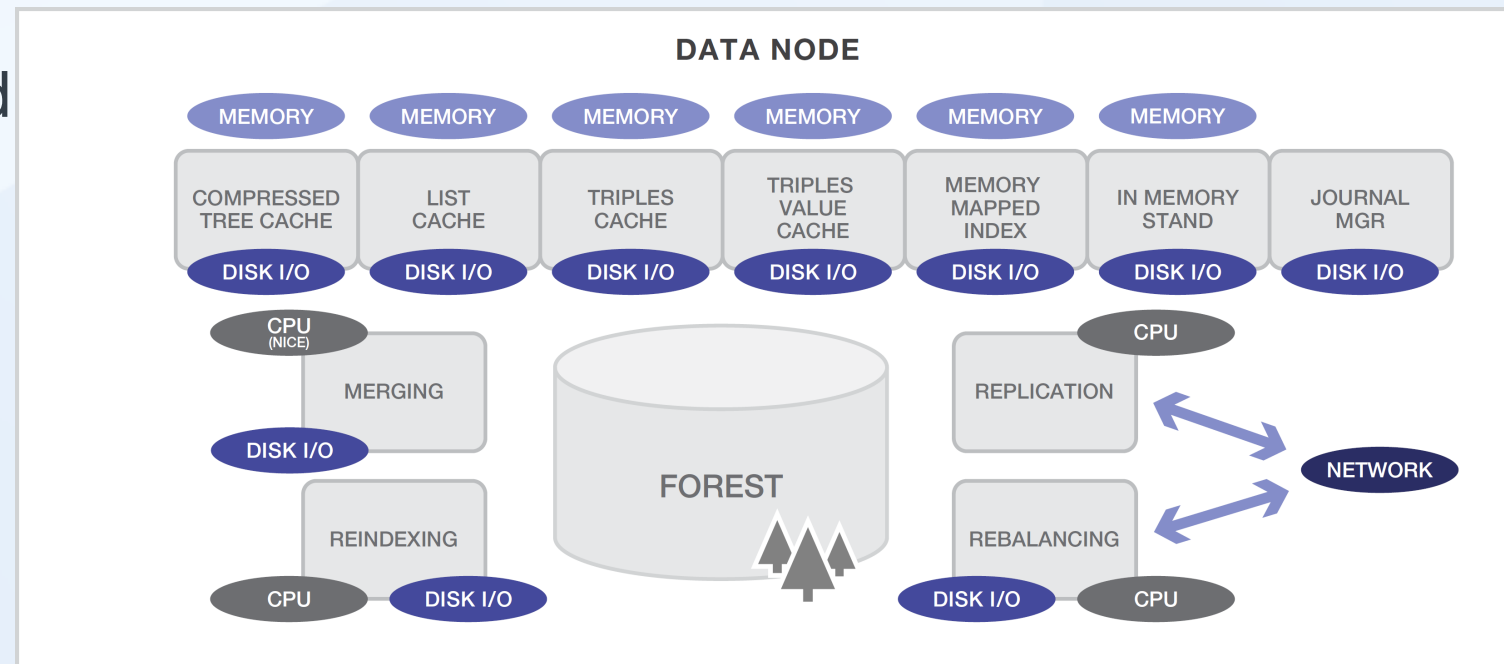 d
DATA NODE
MEMORY MEMORY MEMORY MEMORY MEMORY MEMORY
COMPRESSED
TREE CACHE
LIST
CACHE
TRIPLES
CACHE
TRIPLES
VALUE
CACHE
MEMORY
MAPPED
INDEX
IN MEMORY
STAND
JOURNAL
MGR
DISK I/O DISK I/O DISK I/O DISK I/O DISK I/O DISK I/O DISK I/O
CPU
(NICE)
MERGING
DISK I/O
REINDEXING
CPU DISK I/O
FOREST
CPU
REPLICATION
NETWORK
REBALANCING
DISK I/O CPU